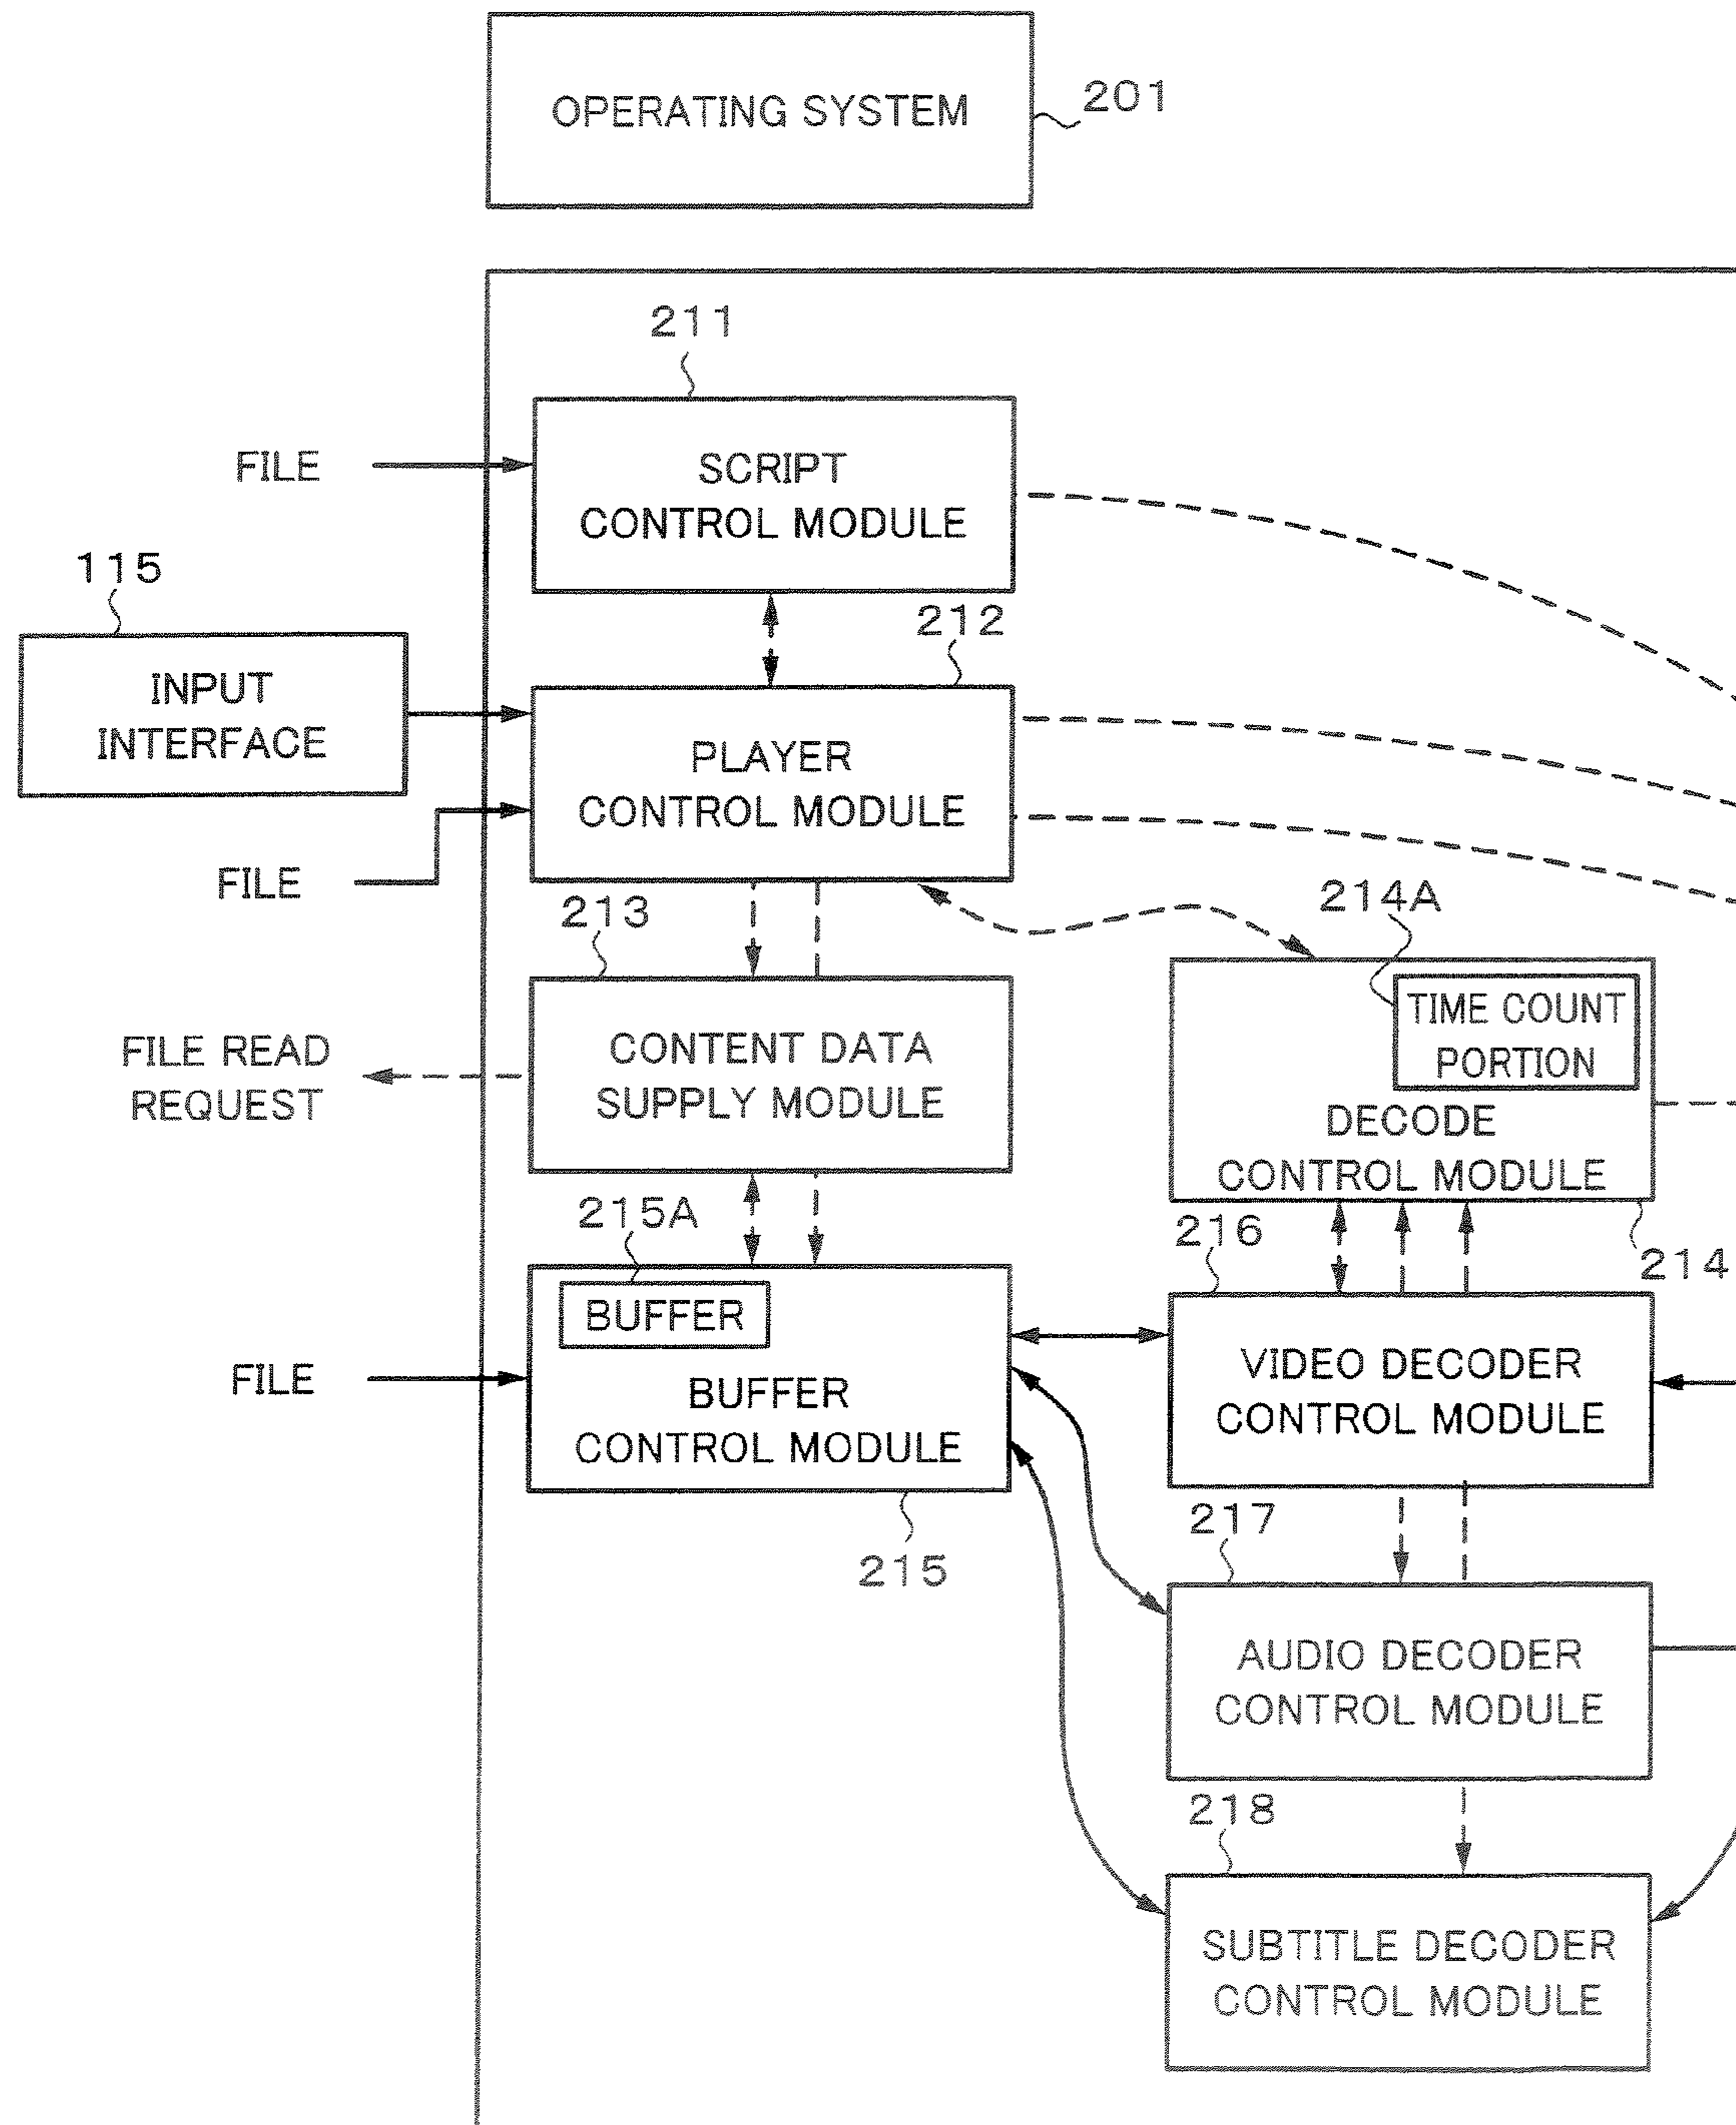 OPERATING SYSTEM
201
211
FILE
SCRIPT
CONTROL MODULE
115
212
INPUT
INTERFACE
PLAYER
CONTROL MODULE
FILE
213
214A
TIME COUNT
PORTION
FILE READ
REQUEST
CONTENT DATA
SUPPLY MODULE
DECODE
CONTROL MODULE
215A
216
214
BUFFER
FILE
BUFFER
CONTROL MODULE
VIDEO DECODER
CONTROL MODULE
217
215
AUDIO DECODER
CONTROL MODULE
218
SUBTITLE DECODER
CONTROL MODULE